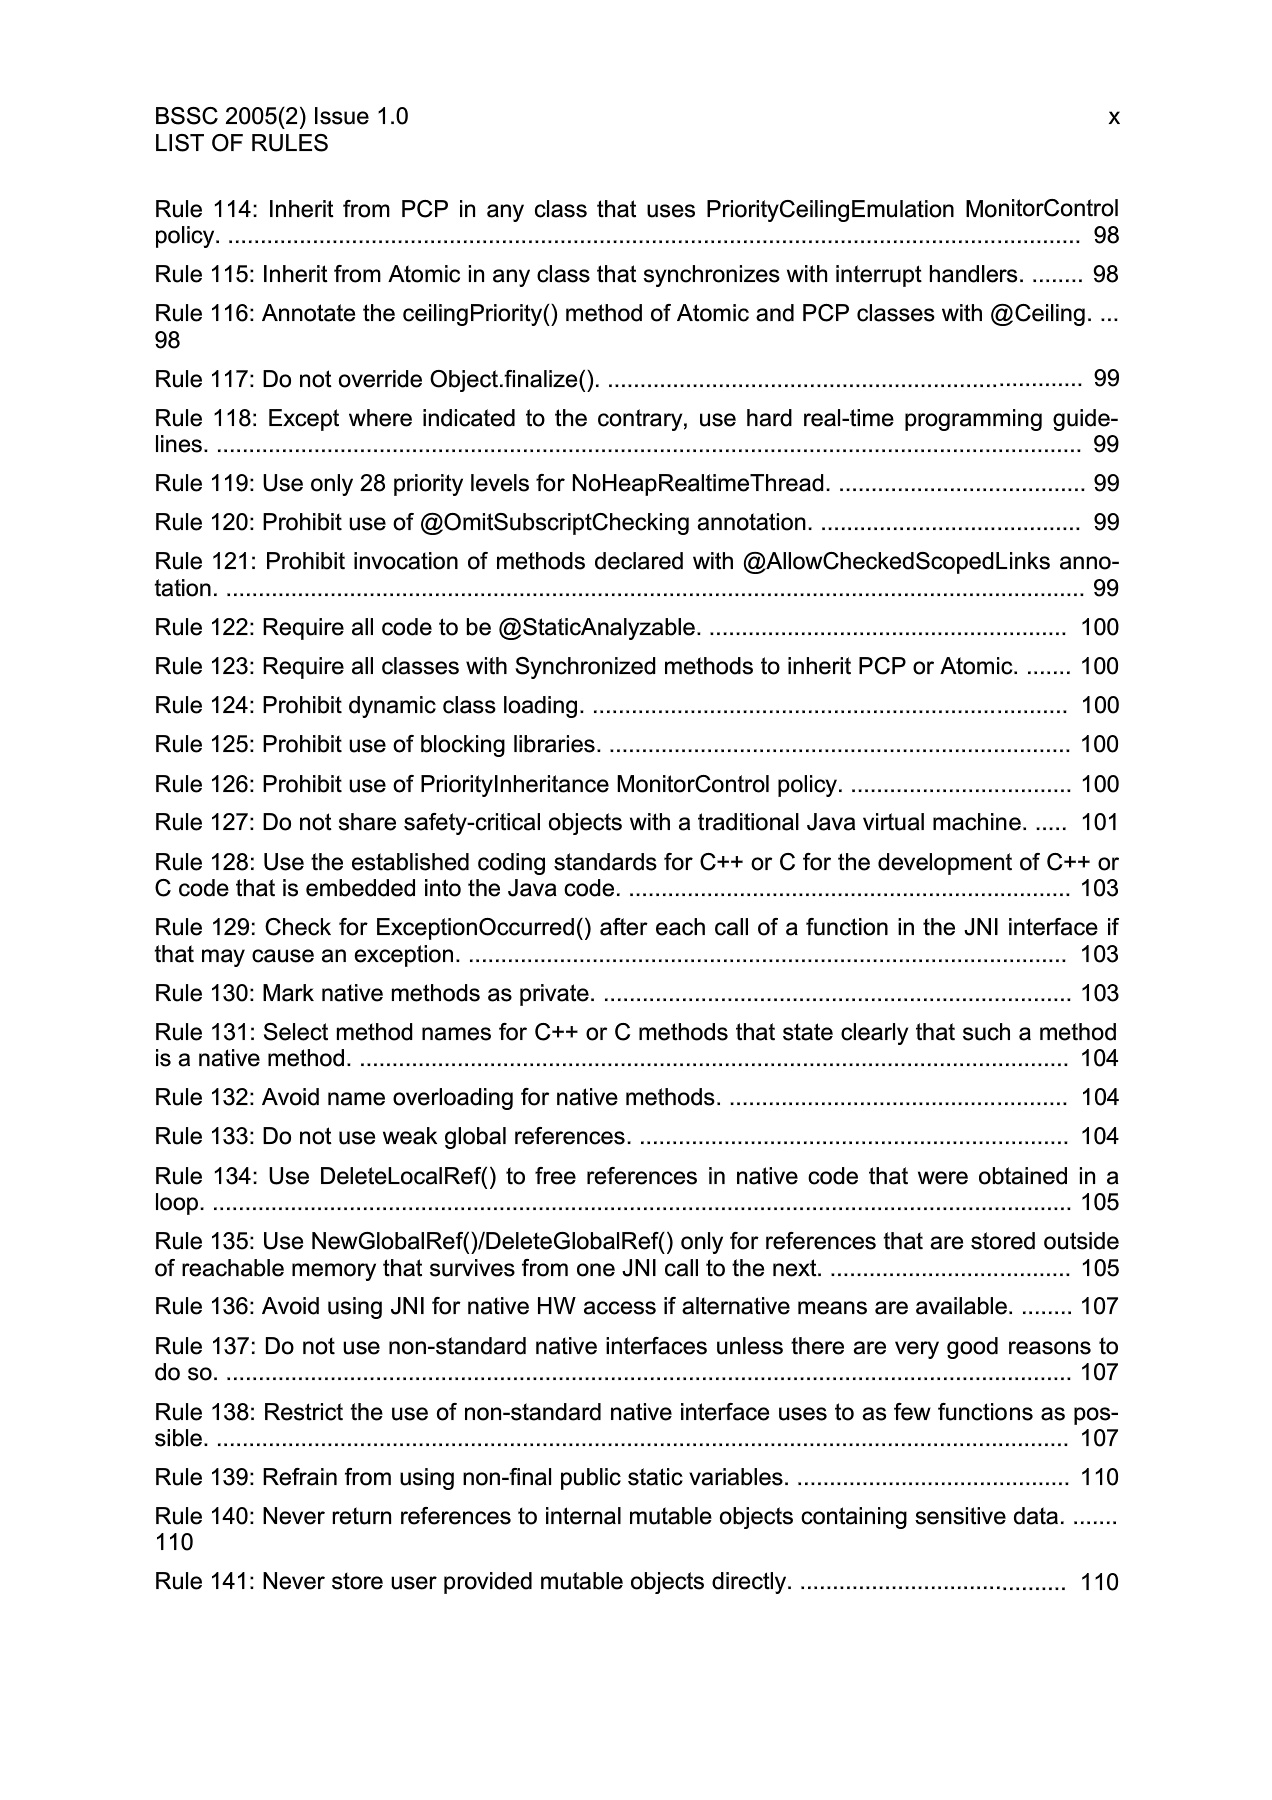 BSSC 2005(2) Issue 1.0 x
LIST OF RULES
Rule 114: Inherit from PCP in any class that uses PriorityCeilingEmulation MonitorControl
policy. .................................................................................................................................... 98
Rule 115: Inherit from Atomic in any class that synchronizes with interrupt handlers. ........ 98
Rule 116: Annotate the ceilingPriority() method of Atomic and PCP classes with @Ceiling. ...
98
Rule 117: Do not override Object.finalize(). ......................................................................... 99
Rule 118: Except where indicated to the contrary, use hard real-time programming guide-
lines. ..................................................................................................................................... 99
Rule 119: Use only 28 priority levels for NoHeapRealtimeThread. ...................................... 99
Rule 120: Prohibit use of @OmitSubscriptChecking annotation. ........................................ 99
Rule 121: Prohibit invocation of methods declared with @AllowCheckedScopedLinks anno-
tation. .................................................................................................................................... 99
Rule 122: Require all code to be @StaticAnalyzable. ....................................................... 100
Rule 123: Require all classes with Synchronized methods to inherit PCP or Atomic. ....... 100
Rule 124: Prohibit dynamic class loading. ......................................................................... 100
Rule 125: Prohibit use of blocking libraries. ....................................................................... 100
Rule 126: Prohibit use of PriorityInheritance MonitorControl policy. .................................. 100
Rule 127: Do not share safety-critical objects with a traditional Java virtual machine. ..... 101
Rule 128: Use the established coding standards for C++ or C for the development of C++ or
C code that is embedded into the Java code. .................................................................... 103
Rule 129: Check for ExceptionOccurred() after each call of a function in the JNI interface if
that may cause an exception. ............................................................................................ 103
Rule 130: Mark native methods as private. ........................................................................ 103
Rule 131: Select method names for C++ or C methods that state clearly that such a method
is a native method. ............................................................................................................. 104
Rule 132: Avoid name overloading for native methods. .................................................... 104
Rule 133: Do not use weak global references. .................................................................. 104
Rule 134: Use DeleteLocalRef() to free references in native code that were obtained in a
loop. .................................................................................................................................... 105
Rule 135: Use NewGlobalRef()/DeleteGlobalRef() only for references that are stored outside
of reachable memory that survives from one JNI call to the next. ..................................... 105
Rule 136: Avoid using JNI for native HW access if alternative means are available. ........ 107
Rule 137: Do not use non-standard native interfaces unless there are very good reasons to
do so. .................................................................................................................................. 107
Rule 138: Restrict the use of non-standard native interface uses to as few functions as pos-
sible. ................................................................................................................................... 107
Rule 139: Refrain from using non-final public static variables. .......................................... 110
Rule 140: Never return references to internal mutable objects containing sensitive data. .......
110
Rule 141: Never store user provided mutable objects directly. ......................................... 110